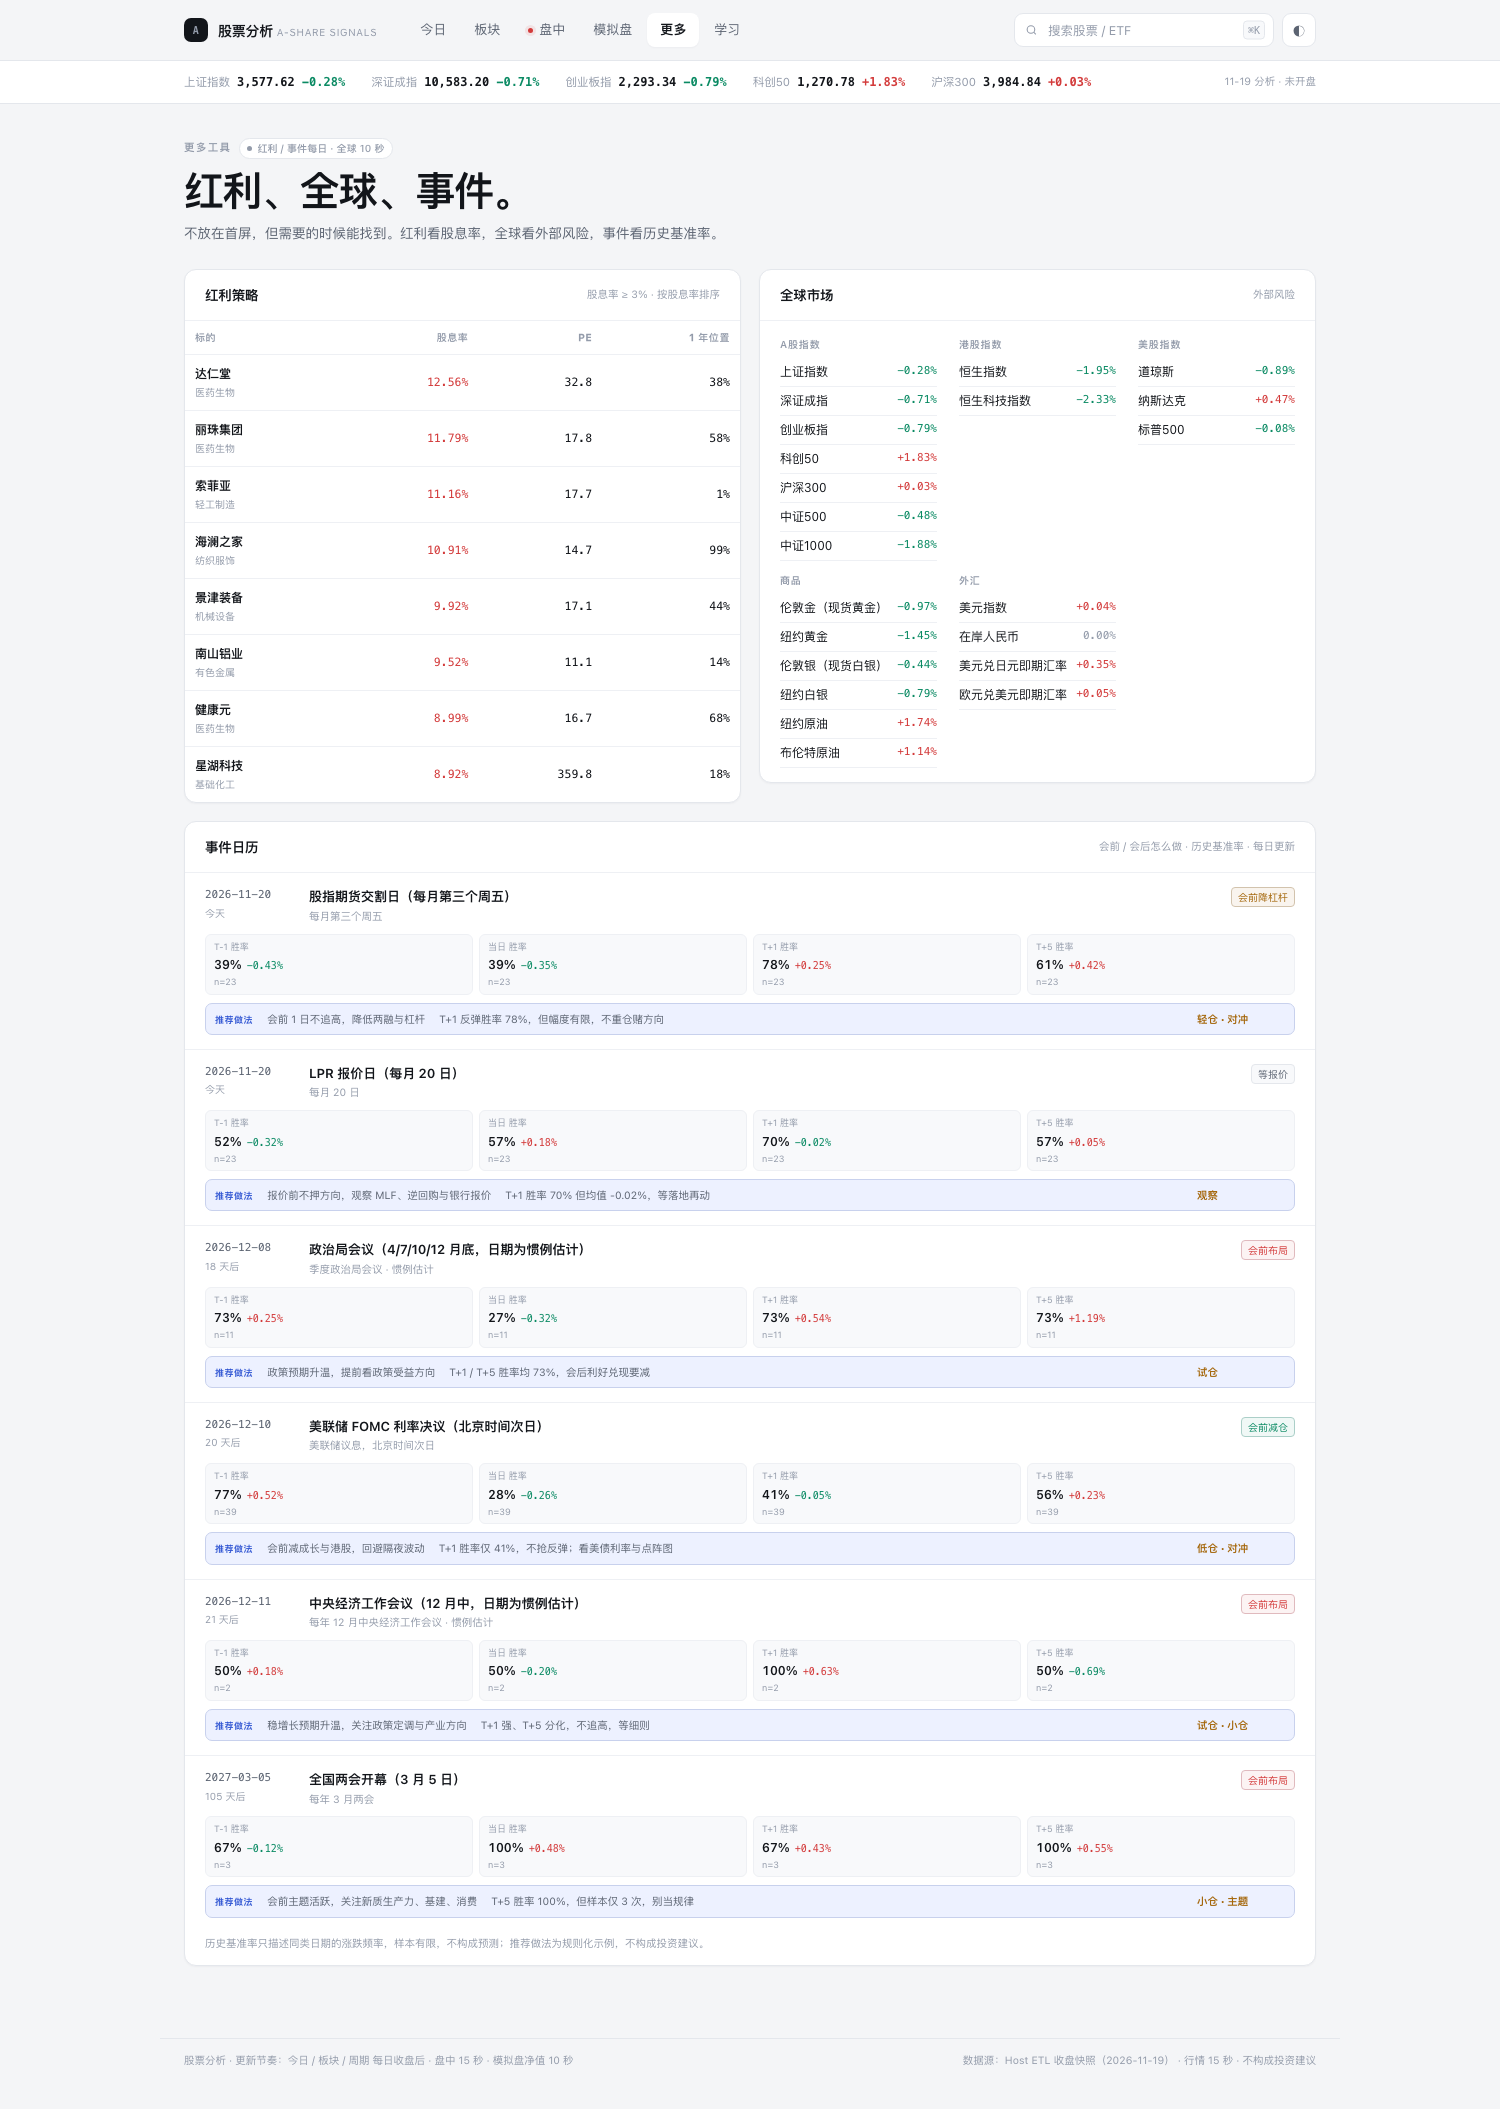 A 股票分析 A-SHARE SIGNALS 今日 板块 盘中 模拟盘 更多 学习 搜索股票 / ETF ⌘K
上证指数 3,577.62 −0.28% 深证成指 10,583.20 −0.71% 创业板指 2,293.34 −0.79% 科创50 1,270.78 +1.83% 沪深300 3,984.84 +0.03% 11-19 分析 · 未开盘
更多工具 红利 / 事件每日 · 全球 10 秒
红利、全球、事件。
不放在首屏，但需要的时候能找到。红利看股息率，全球看外部风险，事件看历史基准率。
红利策略 股息率 ≥ 3% · 按股息率排序
标的 股息率 PE 1 年位置
达仁堂 12.56% 32.8 38%
医药生物
丽珠集团 11.79% 17.8 58%
医药生物
索菲亚 11.16% 17.7 1%
轻工制造
海澜之家 10.91% 14.7 99%
纺织服饰
景津装备 9.92% 17.1 44%
机械设备
南山铝业 9.52% 11.1 14%
有色金属
健康元 8.99% 16.7 68%
医药生物
星湖科技 8.92% 359.8 18%
基础化工
全球市场 外部风险
A股指数
上证指数 −0.28%
深证成指 −0.71%
创业板指 −0.79%
科创50 +1.83%
沪深300 +0.03%
中证500 −0.48%
中证1000 −1.88%
港股指数
恒生指数 −1.95%
恒生科技指数 −2.33%
美股指数
道琼斯 −0.89%
纳斯达克 +0.47%
标普500 −0.08%
商品
伦敦金（现货黄金） −0.97%
纽约黄金 −1.45%
伦敦银（现货白银） −0.44%
纽约白银 −0.79%
纽约原油 +1.74%
布伦特原油 +1.14%
外汇
美元指数 +0.04%
在岸人民币 0.00%
美元兑日元即期汇率 +0.35%
欧元兑美元即期汇率 +0.05%
事件日历 会前 / 会后怎么做 · 历史基准率 · 每日更新
2026-11-20 股指期货交割日（每月第三个周五） 会前降杠杆
今天 每月第三个周五
T-1 胜率 当日 胜率 T+1 胜率 T+5 胜率
39% −0.43% 39% −0.35% 78% +0.25% 61% +0.42%
n=23 n=23 n=23 n=23
推荐做法 会前 1 日不追高，降低两融与杠杆 T+1 反弹胜率 78%，但幅度有限，不重仓赌方向 轻仓 · 对冲
2026-11-20 LPR 报价日（每月 20 日） 等报价
今天 每月 20 日
T-1 胜率 当日 胜率 T+1 胜率 T+5 胜率
52% −0.32% 57% +0.18% 70% −0.02% 57% +0.05%
n=23 n=23 n=23 n=23
推荐做法 报价前不押方向，观察 MLF、逆回购与银行报价 T+1 胜率 70% 但均值 -0.02%，等落地再动 观察
2026-12-08 政治局会议（4/7/10/12 月底，日期为惯例估计） 会前布局
18 天后 季度政治局会议 · 惯例估计
T-1 胜率 当日 胜率 T+1 胜率 T+5 胜率
73% +0.25% 27% −0.32% 73% +0.54% 73% +1.19%
n=11 n=11 n=11 n=11
推荐做法 政策预期升温，提前看政策受益方向 T+1 / T+5 胜率均 73%，会后利好兑现要减 试仓
2026-12-10 美联储 FOMC 利率决议（北京时间次日） 会前减仓
20 天后 美联储议息，北京时间次日
T-1 胜率 当日 胜率 T+1 胜率 T+5 胜率
77% +0.52% 28% −0.26% 41% −0.05% 56% +0.23%
n=39 n=39 n=39 n=39
推荐做法 会前减成长与港股，回避隔夜波动 T+1 胜率仅 41%，不抢反弹；看美债利率与点阵图 低仓 · 对冲
2026-12-11 中央经济工作会议（12 月中，日期为惯例估计） 会前布局
21 天后 每年 12 月中央经济工作会议 · 惯例估计
T-1 胜率 当日 胜率 T+1 胜率 T+5 胜率
50% +0.18% 50% −0.20% 100% +0.63% 50% −0.69%
n=2 n=2 n=2 n=2
推荐做法 稳增长预期升温，关注政策定调与产业方向 T+1 强、T+5 分化，不追高，等细则 试仓 · 小仓
2027-03-05 全国两会开幕（3 月 5 日） 会前布局
105 天后 每年 3 月两会
T-1 胜率 当日 胜率 T+1 胜率 T+5 胜率
67% −0.12% 100% +0.48% 67% +0.43% 100% +0.55%
n=3 n=3 n=3 n=3
推荐做法 会前主题活跃，关注新质生产力、基建、消费 T+5 胜率 100%，但样本仅 3 次，别当规律 小仓 · 主题
历史基准率只描述同类日期的涨跌频率，样本有限，不构成预测；推荐做法为规则化示例，不构成投资建议。
股票分析 · 更新节奏：今日 / 板块 / 周期 每日收盘后 · 盘中 15 秒 · 模拟盘净值 10 秒 数据源：Host ETL 收盘快照（2026-11-19） · 行情 15 秒 · 不构成投资建议